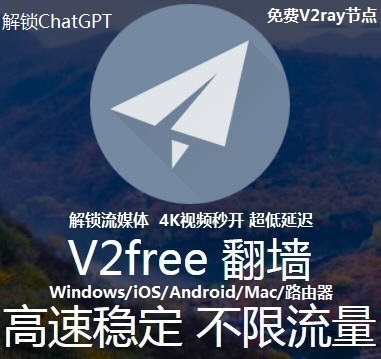 解锁ChatGPT
免费V2ray节点
解锁流媒体 4K视频秒开 超低延迟
V2free 翻墙
Windows/iOS/Android/Mac/路由器
高速稳定 不限流量